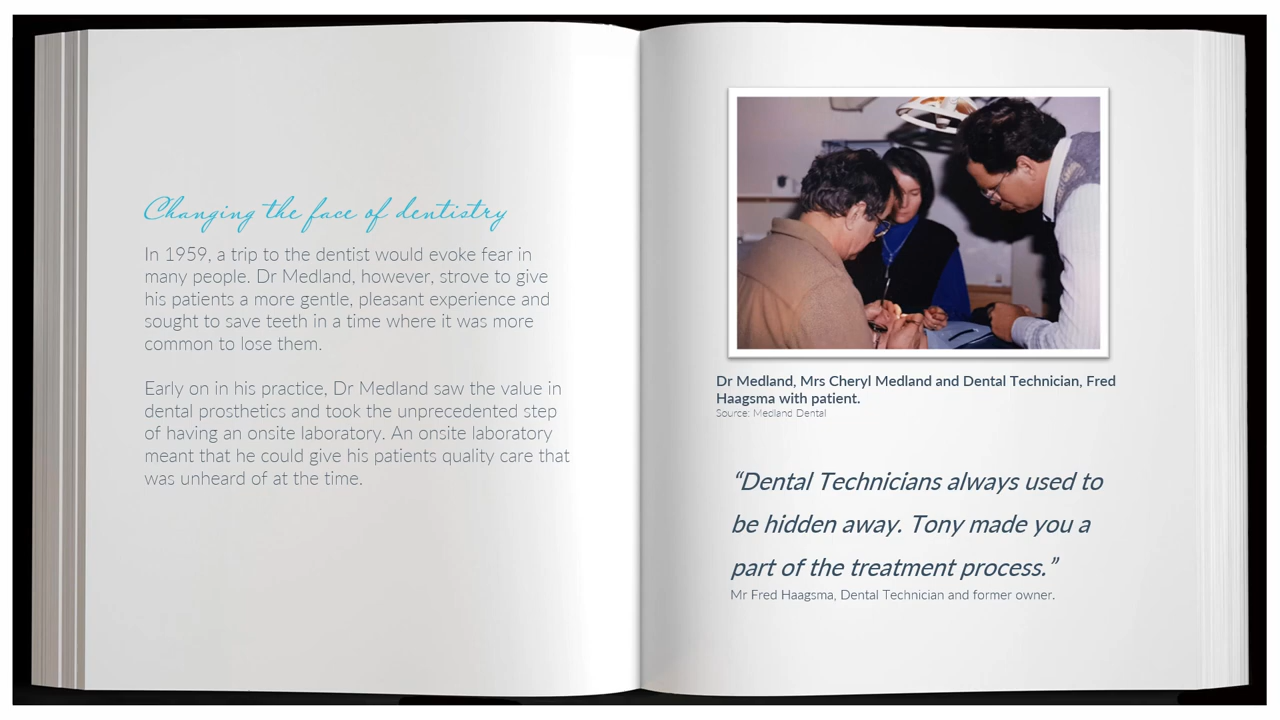 Changing the face of dentistry
In 1959, a trip to the dentist would evoke fear in
many people. Dr Medland, however, strove to give
his patients a more gentle, pleasant experience and
sought to save teeth in a time where it was more
common to lose them.
Early on in his practice, Dr Medland saw the value in
dental prosthetics and took the unprecedented step
of having an onsite laboratory. An onsite laboratory
meant that he could give his patients quality care that
was unheard of at the time.
Dr Medland, Mrs Cheryl Medland and Dental Technician, Fred
Haagsma with patient.
Source: Medland Dental
“Dental Technicians always used to
be hidden away. Tony made you a
part of the treatment process.”
Mr Fred Haagsma, Dental Technician and former owner.